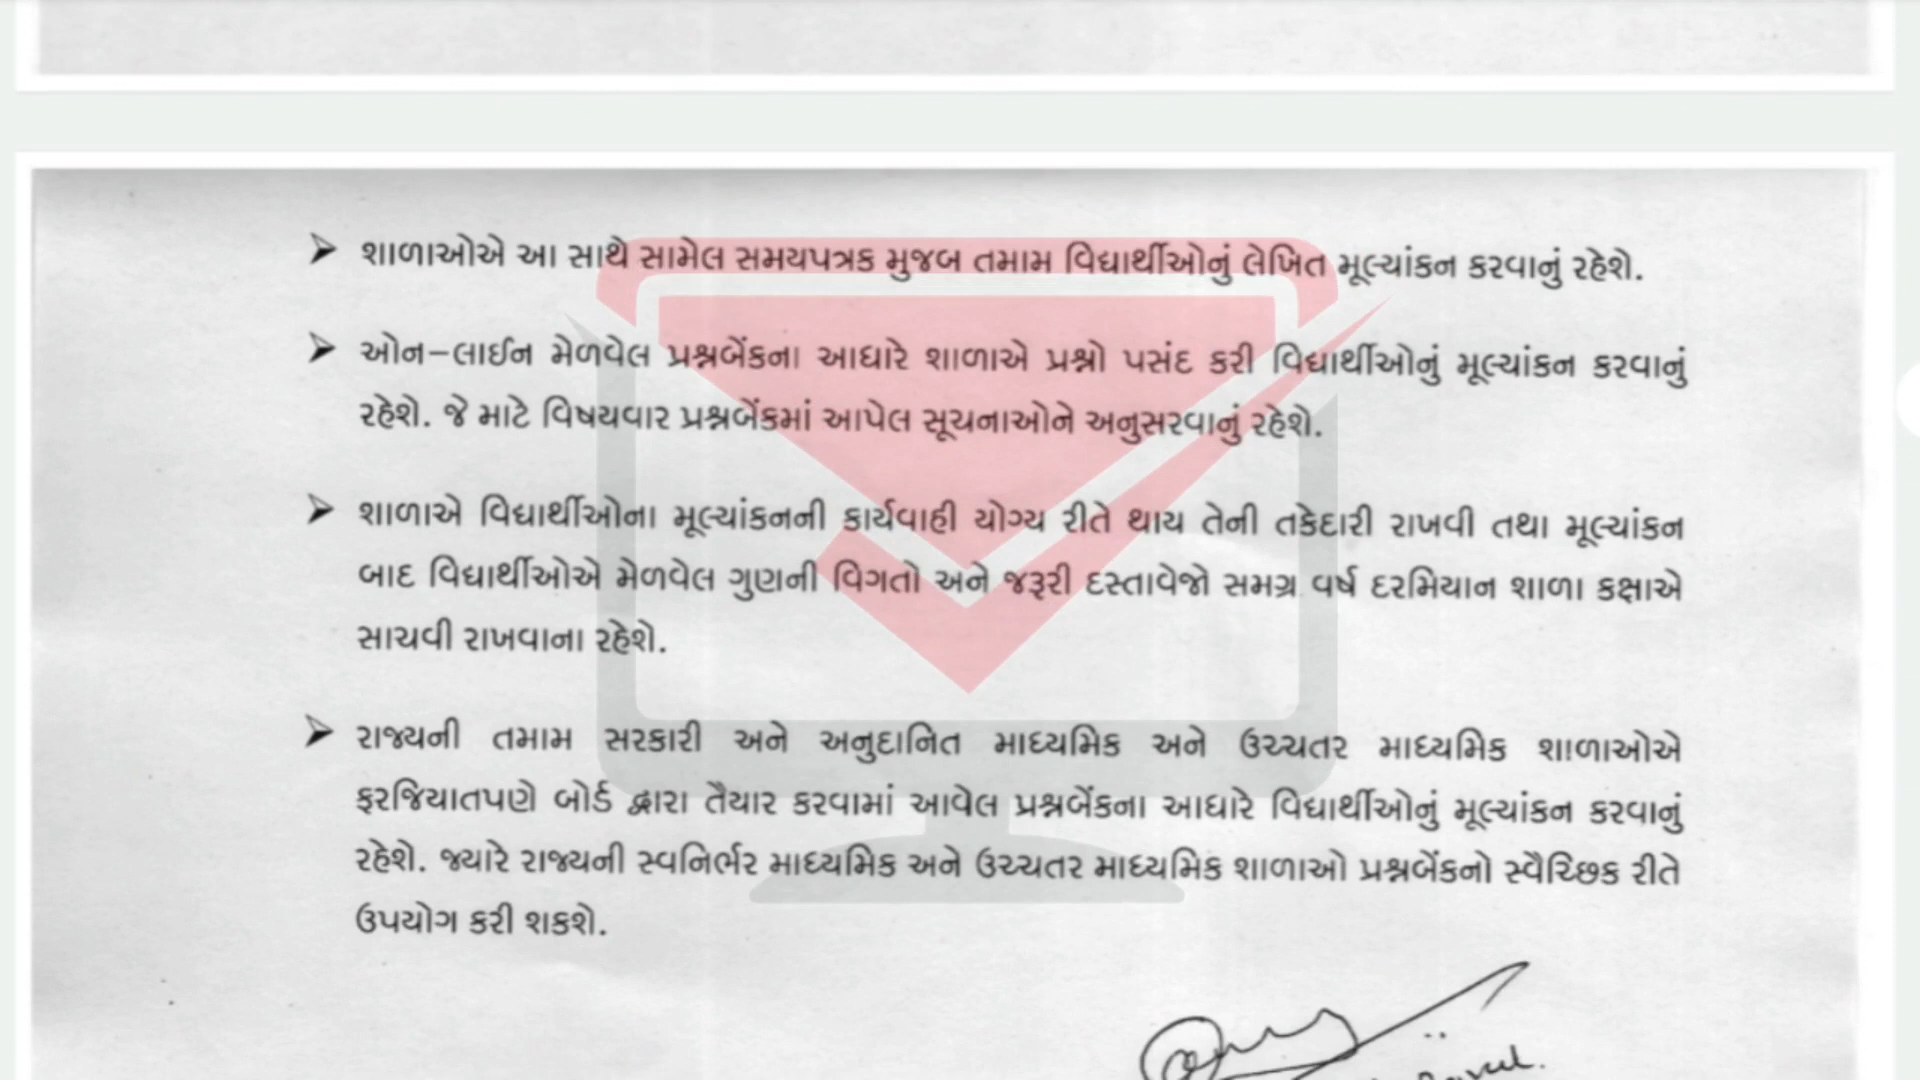 ➤ શાળાઓએ આ સાથે સામેલ સમયપત્રક મુજબ તમામ વિદ્યાર્થીઓનું લેખિત મૂલ્યાંકન કરવાનું રહેશે.
➤ ઓન-લાઈન મેળવેલ પ્રશ્નબેંકના આધારે શાળાએ પ્રશ્નો પસંદ કરી વિદ્યાર્થીઓનું મૂલ્યાંકન કરવાનું
રહેશે. જે માટે વિષયવાર પ્રશ્નબેંકમાં આપેલ સૂચનાઓને અનુસરવાનું રહેશે.
➤ શાળાએ વિદ્યાર્થીઓના મૂલ્યાંકનની કાર્યવાહી યોગ્ય રીતે થાય તેની તકેદારી રાખવી તથા મૂલ્યાંકન
બાદ વિદ્યાર્થીઓએ મેળવેલ ગુણની વિગતો અને જરૂરી દસ્તાવેજો સમગ્ર વર્ષ દરમિયાન શાળા કક્ષાએ
સાચવી રાખવાના રહેશે.
➤ રાજ્યની તમામ સરકારી અને અનુદાનિત માધ્યમિક અને ઉચ્ચતર માધ્યમિક શાળાઓએ
ફરજિયાતપણે બોર્ડ દ્વારા તૈયાર કરવામાં આવેલ પ્રશ્નબેંકના આધારે વિદ્યાર્થીઓનું મૂલ્યાંકન કરવાનું
રહેશે. જ્યારે રાજ્યની સ્વનિર્ભર માધ્યમિક અને ઉચ્ચતર માધ્યમિક શાળાઓ પ્રશ્નબેંકનો સ્વૈચ્છિક રીતે
ઉપયોગ કરી શકશે.